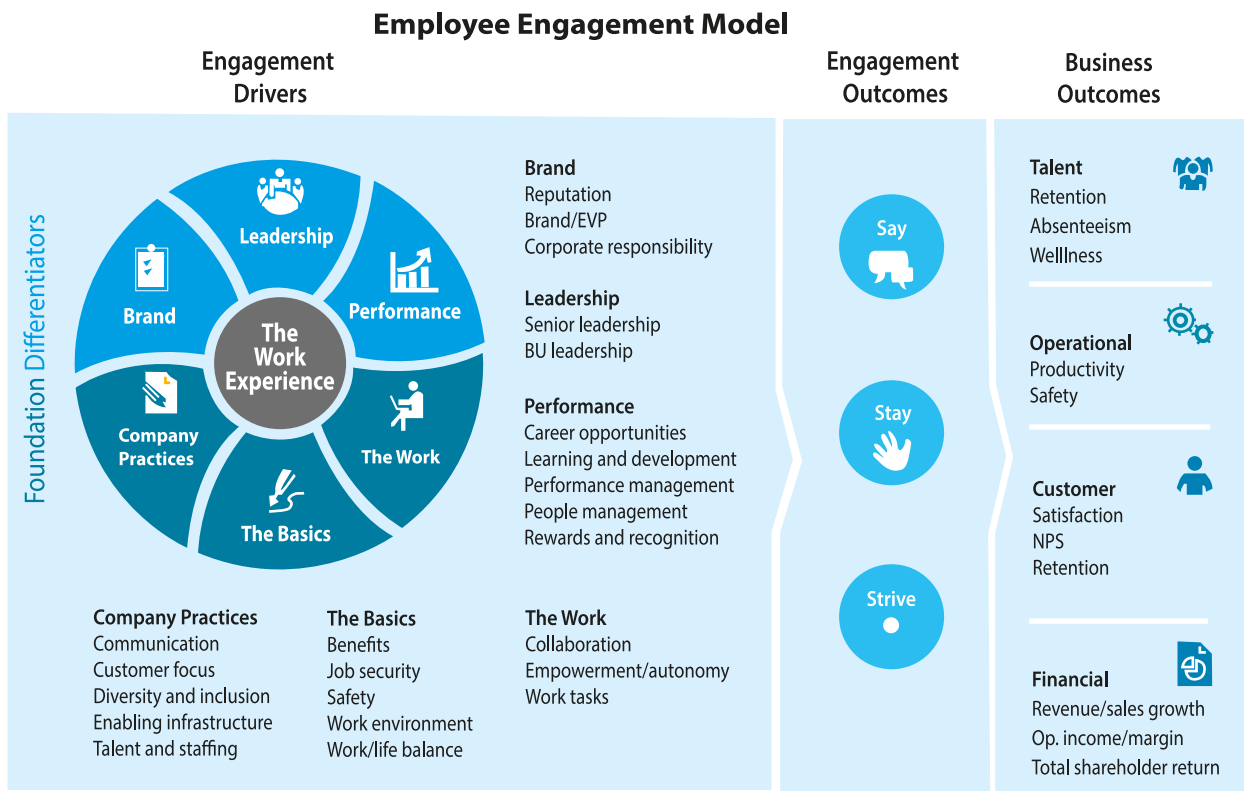 Employee Engagement Model
Engagement
Drivers
Engagement
Outcomes
Business
Outcomes
Foundation Differentiators
Leadership
Brand
Performance
The
Work
Experience
Company
Practices
The Work
The Basics
Brand
Reputation
Brand/EVP
Corporate responsibility
Leadership
Senior leadership
BU leadership
Performance
Career opportunities
Learning and development
Performance management
People management
Rewards and recognition
Company Practices
Communication
Customer focus
Diversity and inclusion
Enabling infrastructure
Talent and staffing
The Basics
Benefits
Job security
Safety
Work environment
Work/life balance
The Work
Collaboration
Empowerment/autonomy
Work tasks
Say
Stay
Strive
Talent
Retention
Absenteeism
Welllness
Operational
Productivity
Safety
Customer
Satisfaction
NPS
Retention
Financial
Revenue/sales growth
Op. income/margin
Total shareholder return